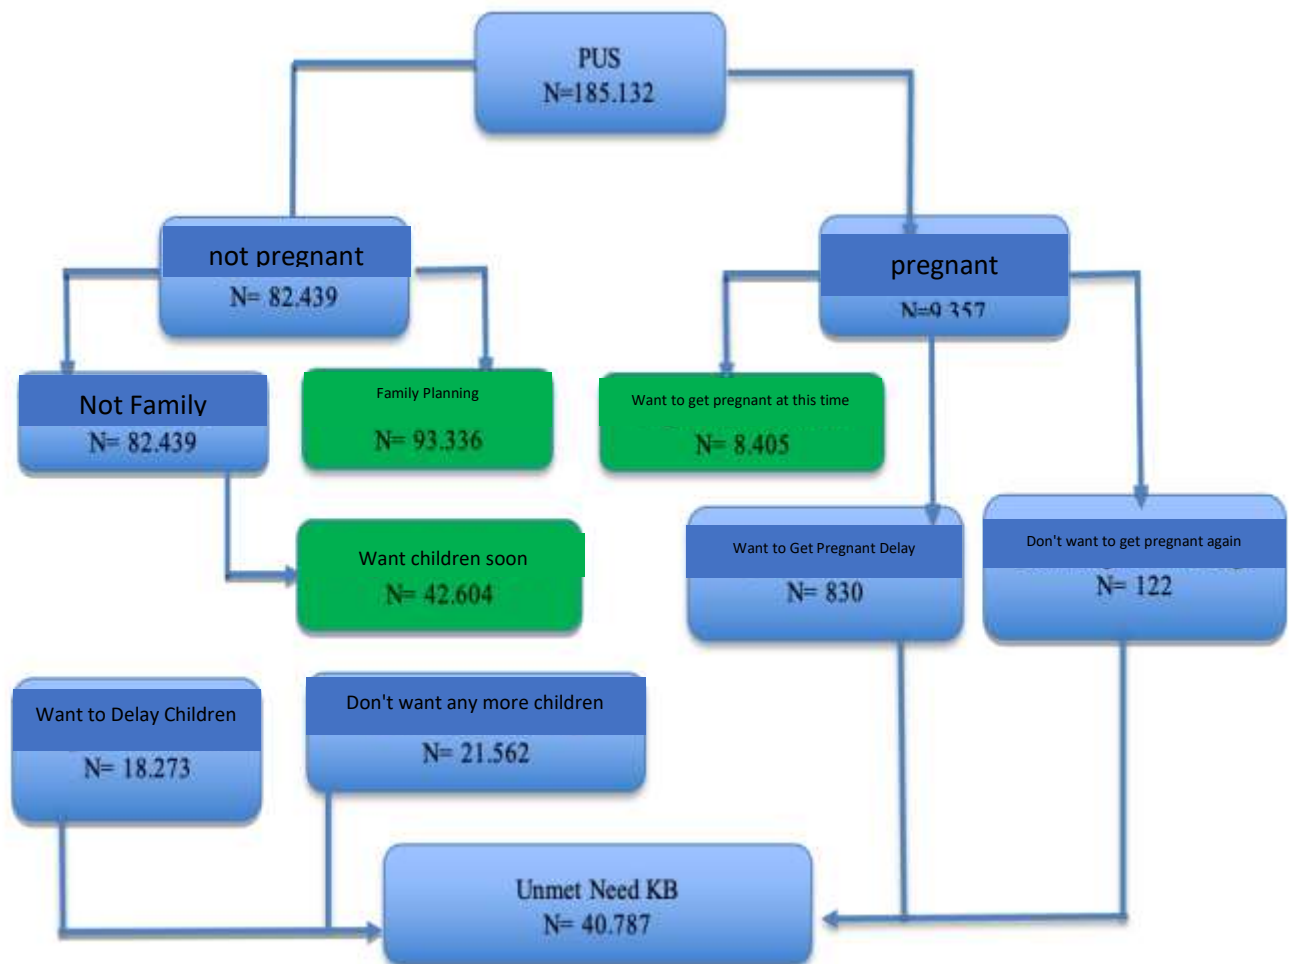 PUS
N=185.132
not pregnant
N= 82.439
pregnant
N=9.357
Not Family
N= 82.439
Family Planning
N= 93.336
Want to get pregnant at this time
N= 8.405
Want children soon
N= 42.604
Want to Get Pregnant Delay
N= 830
Don't want to get pregnant again
N= 122
Want to Delay Children
N= 18.273
Don't want any more children
N= 21.562
Unmet Need KB
N= 40.787